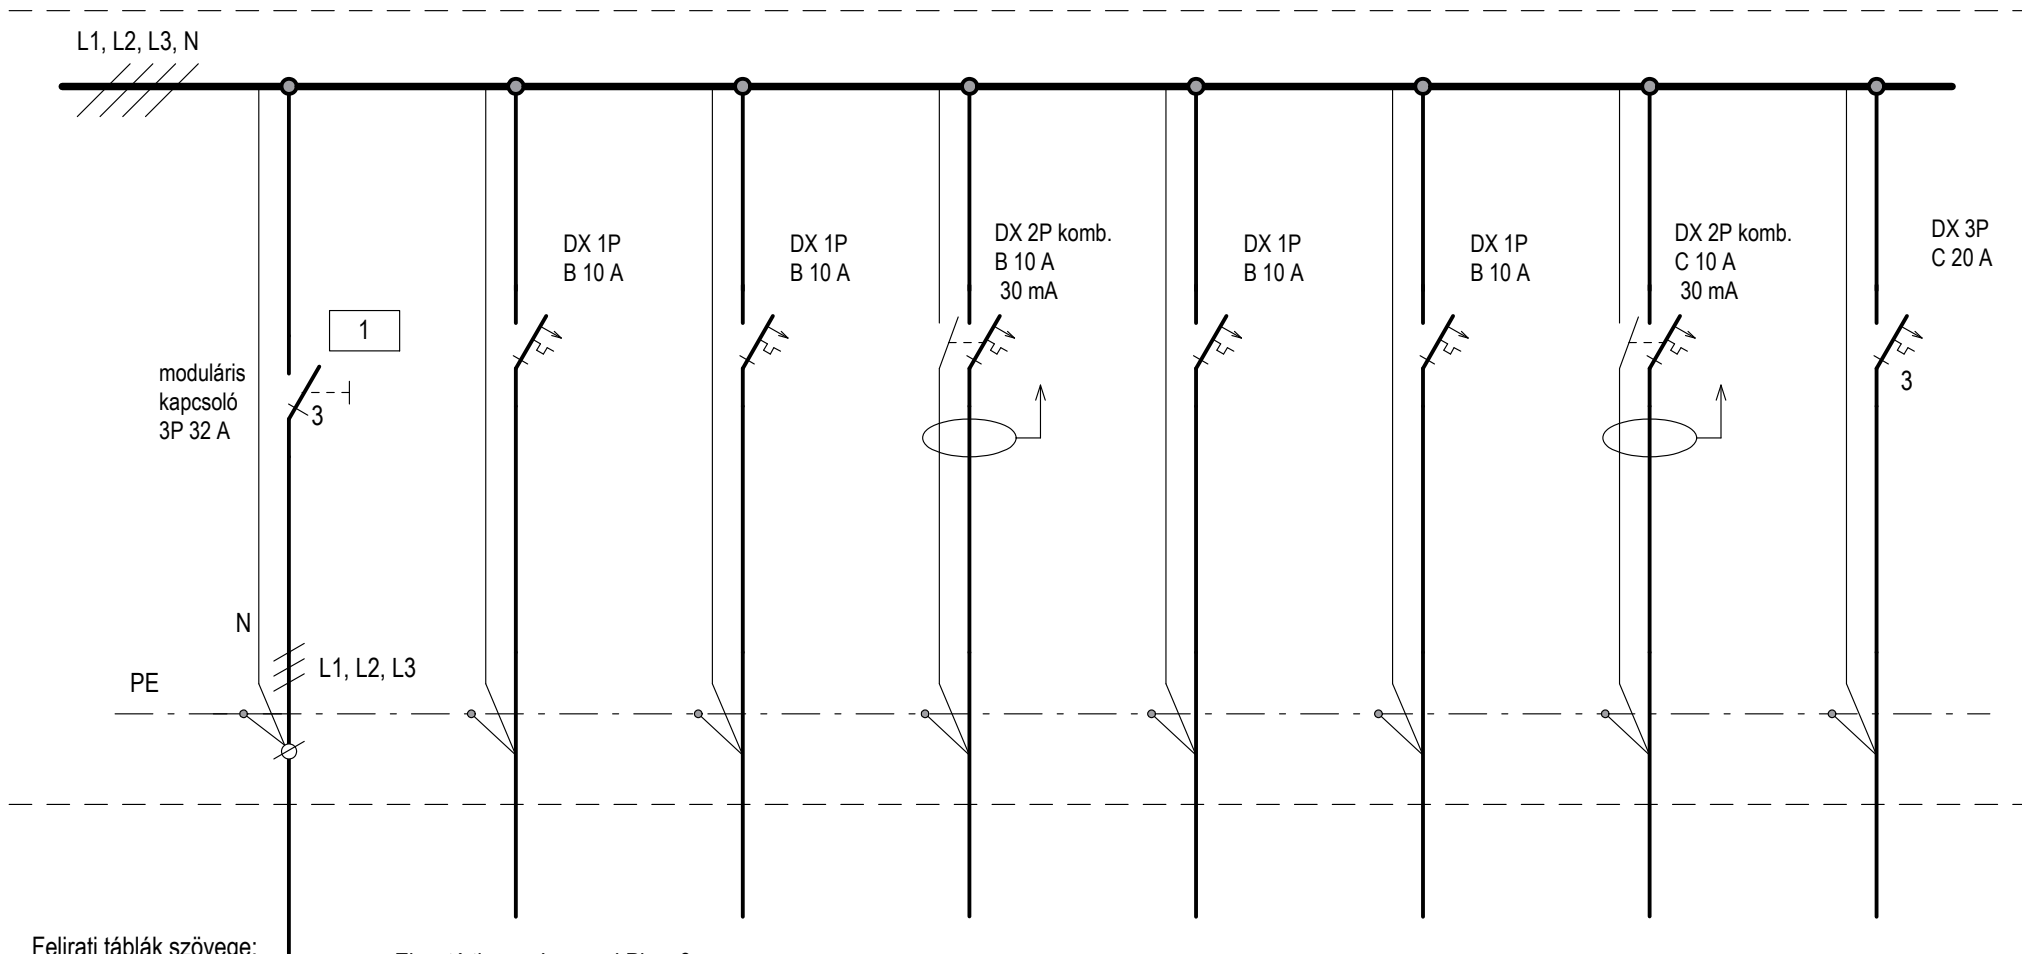 L1, L2, L3, N
DX 1P
B 10 A
DX 1P
B 10 A
DX 2P komb.
B 10 A
30 mA
DX 1P
B 10 A
DX 1P
B 10 A
DX 2P komb.
C 10 A
30 mA
DX 3P
C 20 A
1
moduláris
kapcsoló
3P 32 A
3
3
N
L1, L2, L3
PE
Felirati táblák szövege: